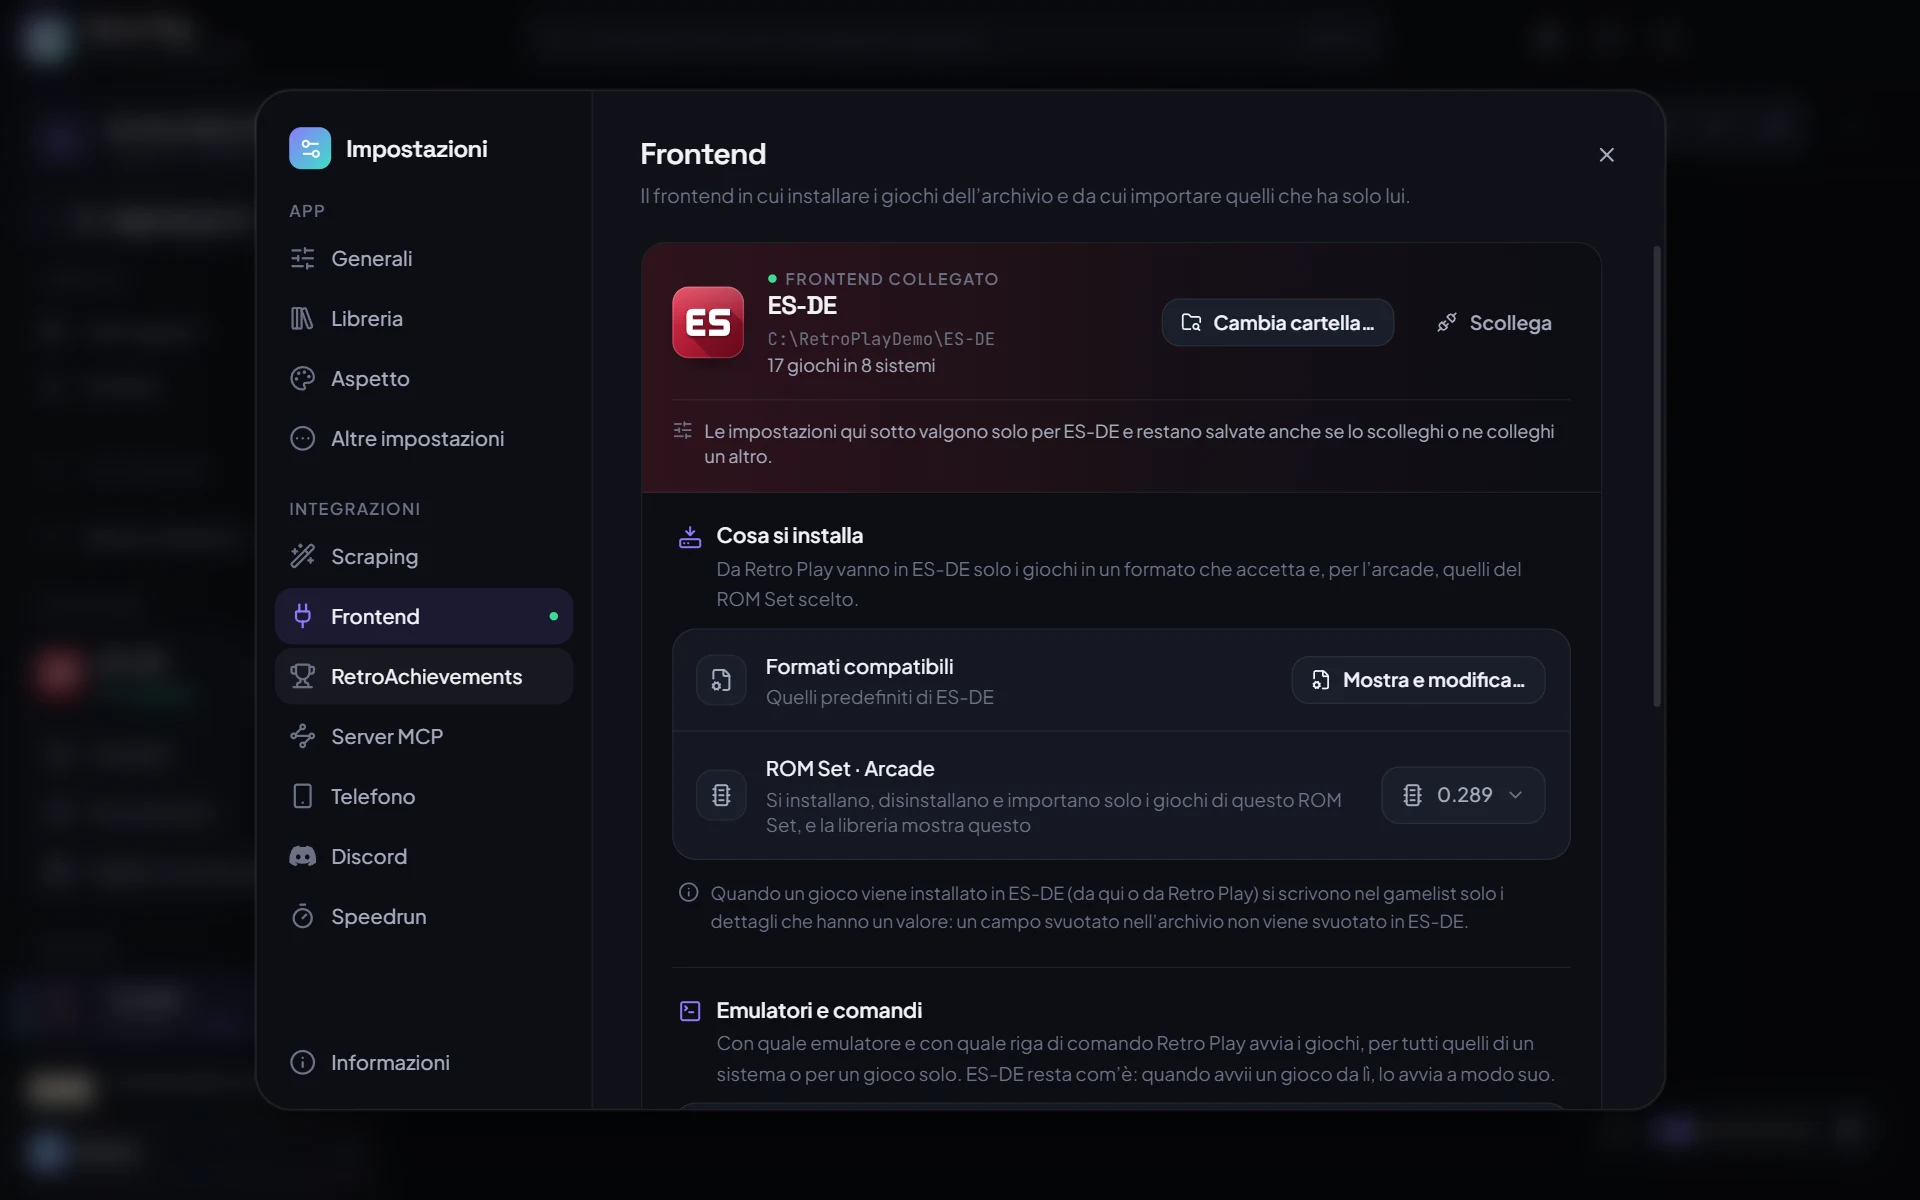 Impostazioni
APP
Generali
Libreria
Aspetto
Altre impostazioni
INTEGRAZIONI
Scraping
Frontend
RetroAchievements
Server MCP
Telefono
Discord
Speedrun
Informazioni
Frontend
Il frontend in cui installare i giochi dell’archivio e da cui importare quelli che ha solo lui.
ES
FRONTEND COLLEGATO
ES-DE
C:\RetroPlayDemo\ES-DE
17 giochi in 8 sistemi
Cambia cartella…
Scollega
Le impostazioni qui sotto valgono solo per ES-DE e restano salvate anche se lo scolleghi o ne colleghi
un altro.
Cosa si installa
Da Retro Play vanno in ES-DE solo i giochi in un formato che accetta e, per l’arcade, quelli del
ROM Set scelto.
Formati compatibili
Quelli predefiniti di ES-DE
Mostra e modifica…
ROM Set · Arcade
Si installano, disinstallano e importano solo i giochi di questo ROM
Set, e la libreria mostra questo
0.289
Quando un gioco viene installato in ES-DE (da qui o da Retro Play) si scrivono nel gamelist solo i
dettagli che hanno un valore: un campo svuotato nell’archivio non viene svuotato in ES-DE.
Emulatori e comandi
Con quale emulatore e con quale riga di comando Retro Play avvia i giochi, per tutti quelli di un
sistema o per un gioco solo. ES-DE resta com’è: quando avvii un gioco da lì, lo avvia a modo suo.